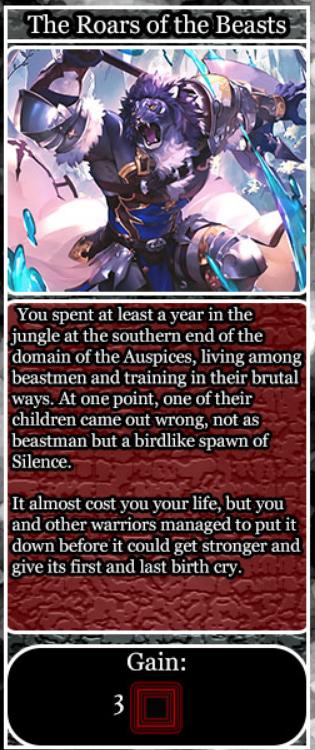 The Roars of the Beasts
You spent at least a year in the
jungle at the southern end of the
domain of the Auspices, living among
beastmen and training in their brutal
ways. At one point, one of their
children came out wrong, not as
beastman but a birdlike spawn of
Silence.
It almost cost you your life, but you
and other warriors managed to put it
down before it could get stronger and
give its first and last birth cry.
Gain:
3